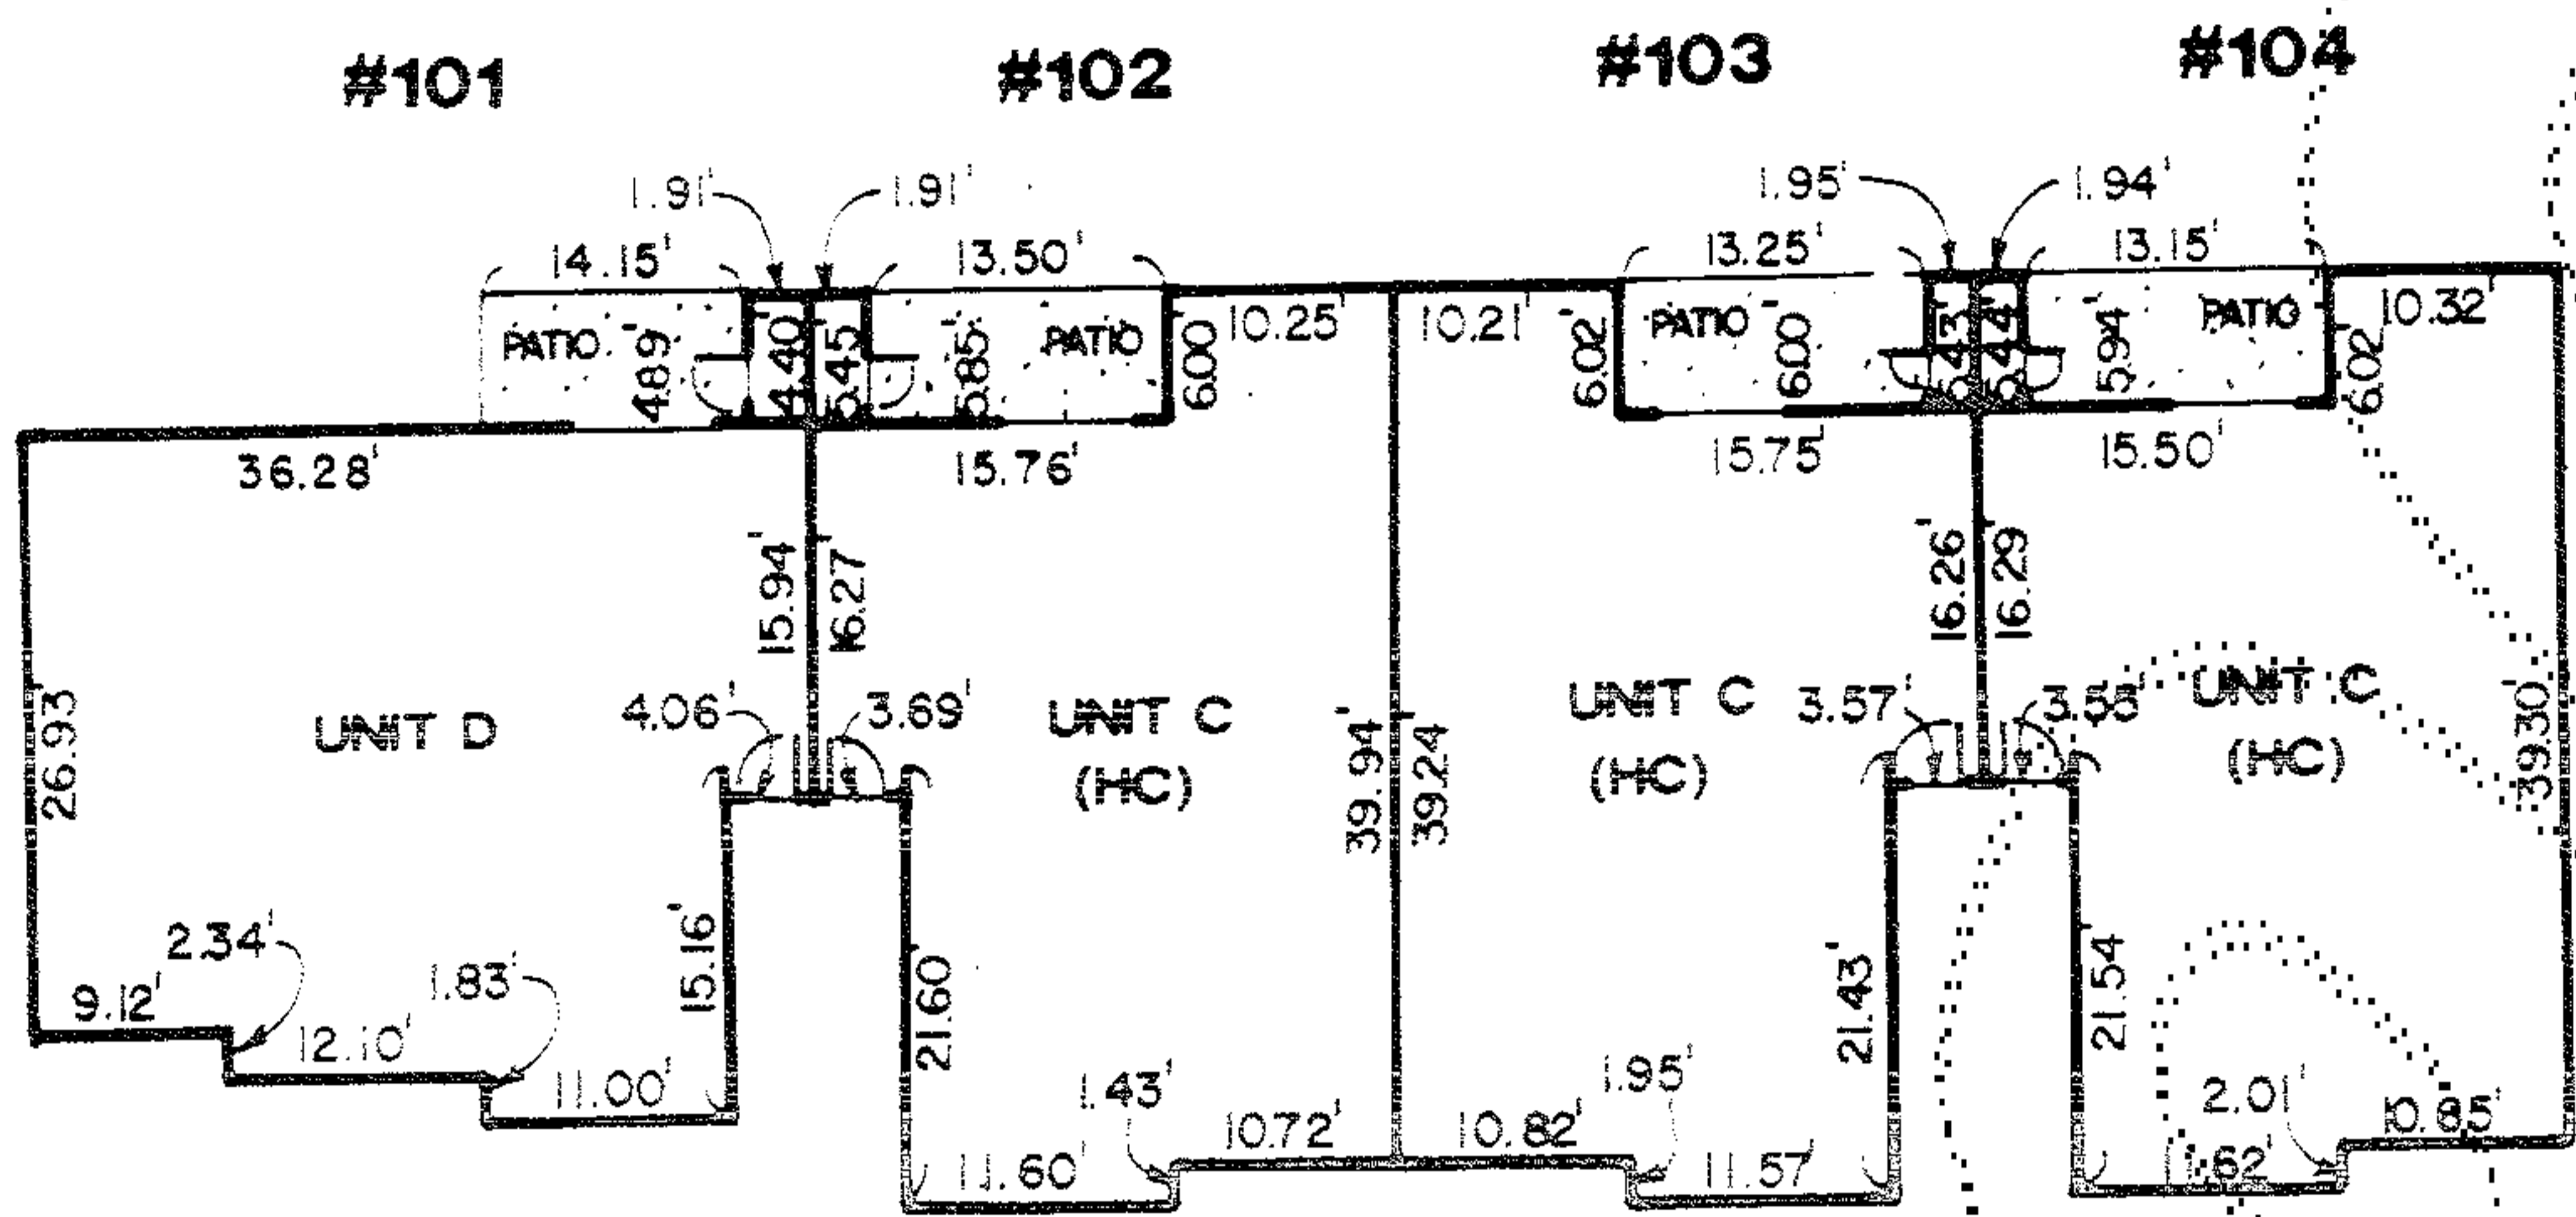 #101 #102 #103 #104
1.91' 1.91' 1.95' 1.94'
14.15' 13.50' 13.25' 13.15'
PATIO 4.89' 4.40' 5.45' 5.85' PATIO 6.00' 10.25' 10.21' 6.02' PATIO 6.00' 5.43' 5.44' 5.94' PATIO 6.02' 10.32'
36.28' 15.76' 15.75' 15.50'
15.94' 16.27' 16.26' 16.29'
26.93' UNIT D 4.06' 3.69' UNIT C 39.94' 39.24' UNIT C 3.57' UNIT C 39.30'
(HC) (HC) (HC)
2.34' 1.83' 15.16' 21.60' 21.43' 21.54'
9.12' 12.10' 11.00' 1.43' 1.95' 2.01'
10.72' 10.82' 10.85'
11.60' 11.57'